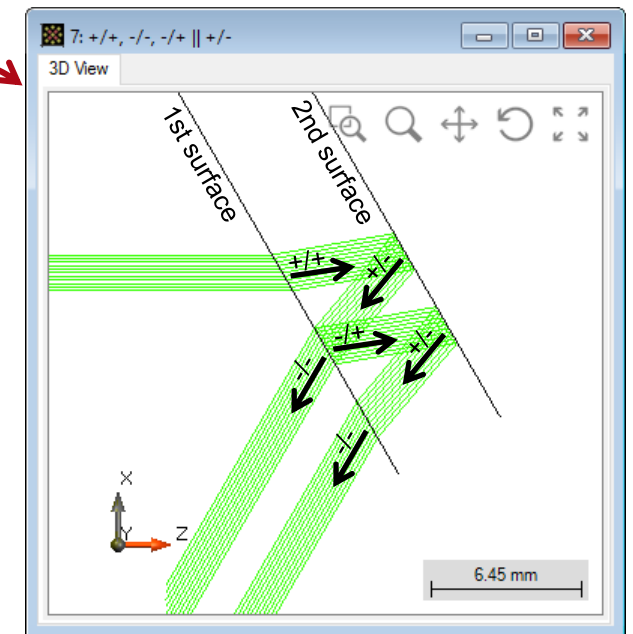 7: +/+, -/-, -/+ || +/-
3D View
1st surface
2nd surface
+/+
+/-
-/+
+/-
-/-
-/-
X
Y
Z
6.45 mm